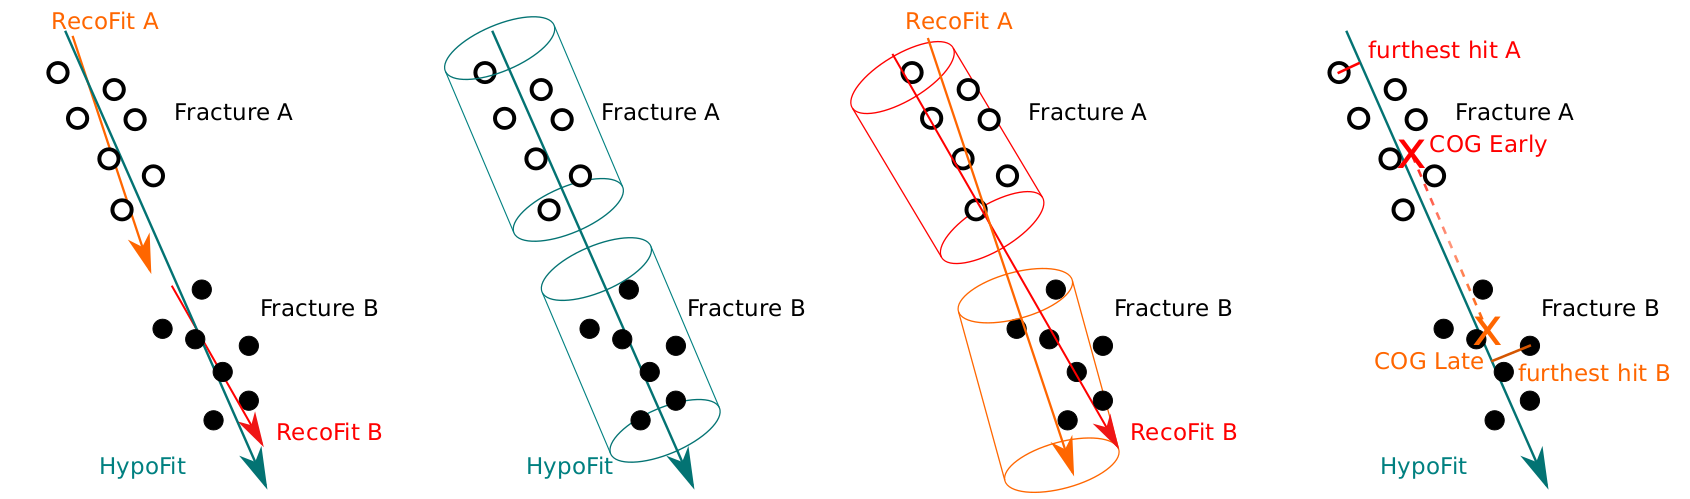 RecoFit A
Fracture A
Fracture B
RecoFit B
HypoFit
Fracture A
Fracture B
HypoFit
RecoFit A
Fracture A
Fracture B
RecoFit B
furthest hit A
Fracture A
COG Early
X
Fracture B
X
COG Late
furthest hit B
HypoFit